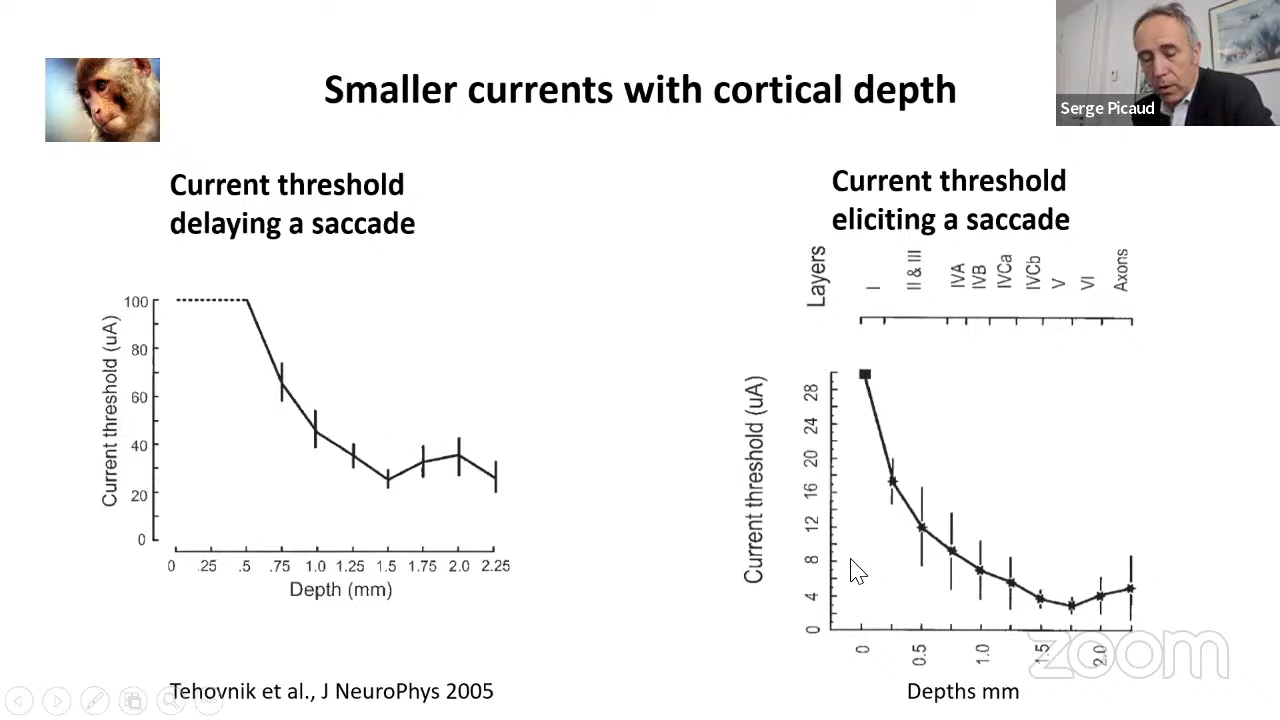 Smaller currents with cortical depth
Serge Picaud
Current threshold
delaying a saccade
Current threshold (uA)
100
80
60
40
20
0
0 .25 .5 .75 1.0 1.25 1.5 1.75 2.0 2.25
Depth (mm)
Tehovnik et al., J NeuroPhys 2005
Current threshold
eliciting a saccade
Layers
I II & III IVA IVB IVCa IVCb V VI Axons
Current threshold (uA)
28
24
20
16
12
8
4
0
0 0.5 1.0 1.5 2.0
Depths mm
zoom